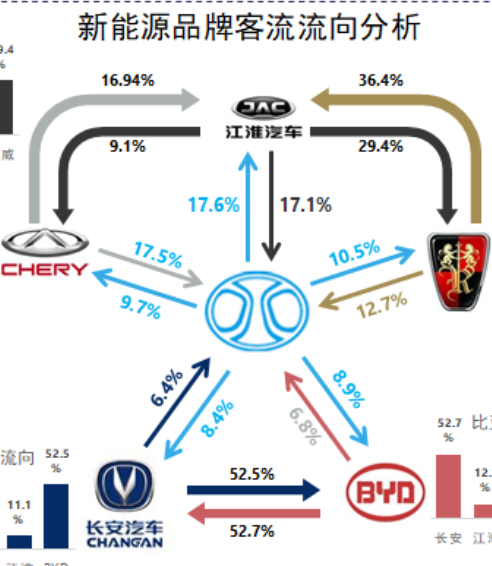 新能源品牌客流流向分析
9.4
%
威
16.94%
36.4%
JAC
江淮汽车
9.1%
29.4%
17.6%
17.1%
CHERY
17.5%
10.5%
9.7%
12.7%
R
6.4%
8.4%
6.8%
8.9%
流向
52.5
%
11.1
%
52.5%
长安汽车
CHANGAN
BYD
52.7%
比
52.7
%
12.
%
长安
江
BYD